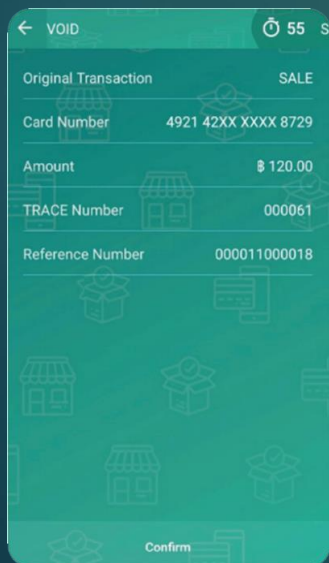 ← VOID 55 S
Original Transaction SALE
Card Number 4921 42XX XXXX 8729
Amount ฿ 120.00
TRACE Number 000061
Reference Number 000011000018
Confirm